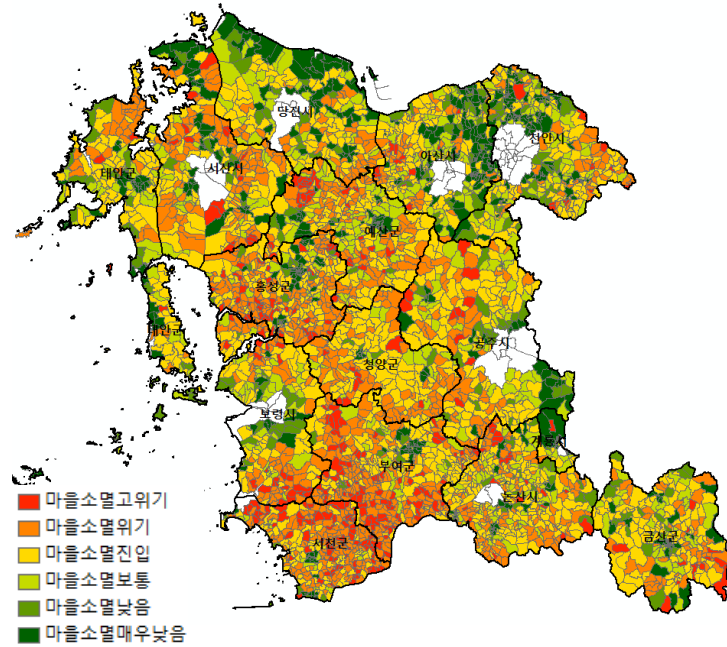 당진시
천안시
아산시
서산시
태안군
예산군
홍성군
태안군
공주시
청양군
보령시
계룡시
부여군
논산시
금산군
서천군
마을소멸고위기
마을소멸위기
마을소멸진입
마을소멸보통
마을소멸낮음
마을소멸매우낮음